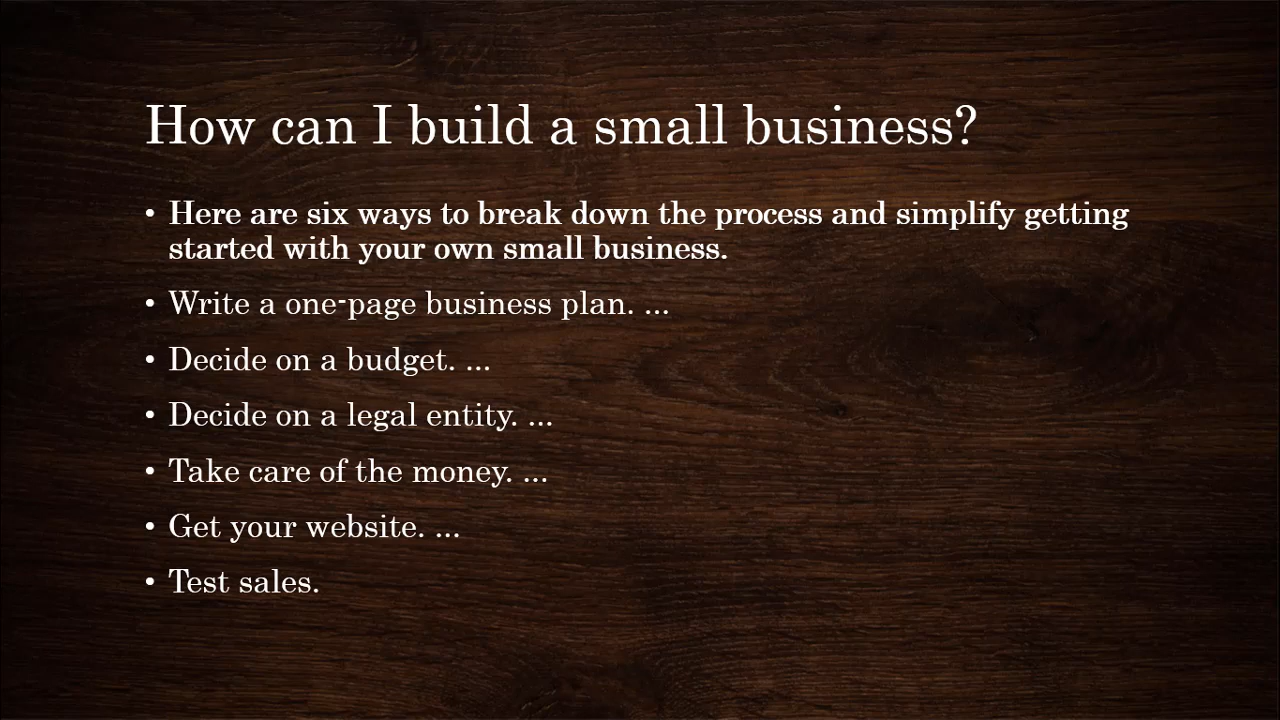 How can I build a small business?
• Here are six ways to break down the process and simplify getting
started with your own small business.
• Write a one-page business plan. ...
• Decide on a budget. ...
• Decide on a legal entity. ...
• Take care of the money. ...
• Get your website. ...
• Test sales.